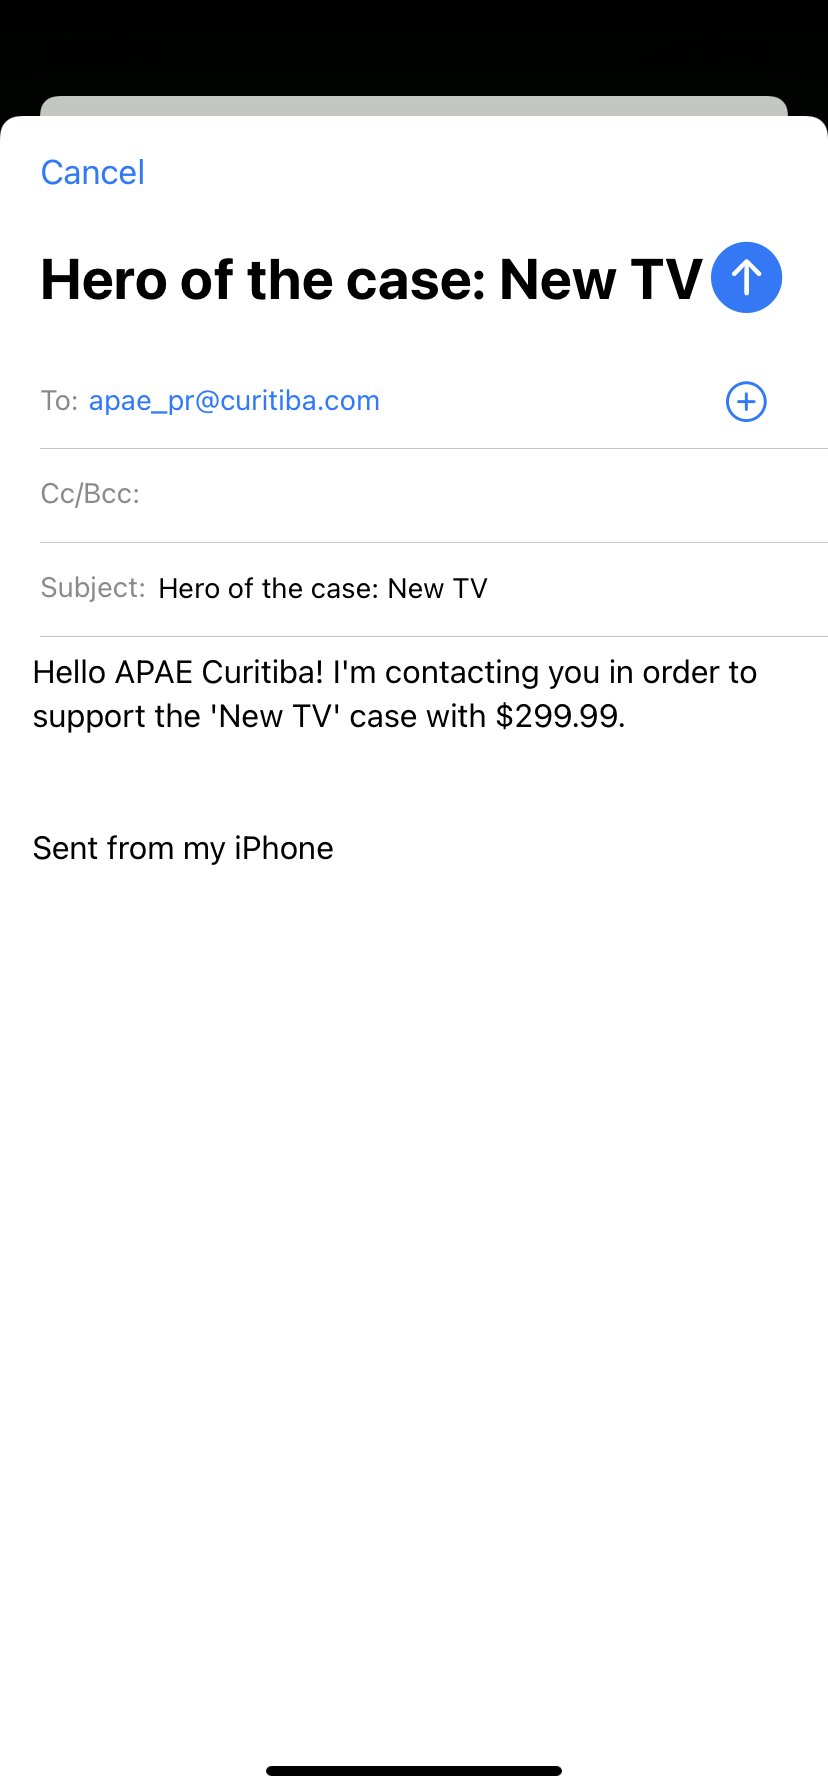 Cancel
Hero of the case: New TV
To: apae_pr@curitiba.com
Cc/Bcc:
Subject: Hero of the case: New TV
Hello APAE Curitiba! I'm contacting you in order to
support the 'New TV' case with $299.99.
Sent from my iPhone